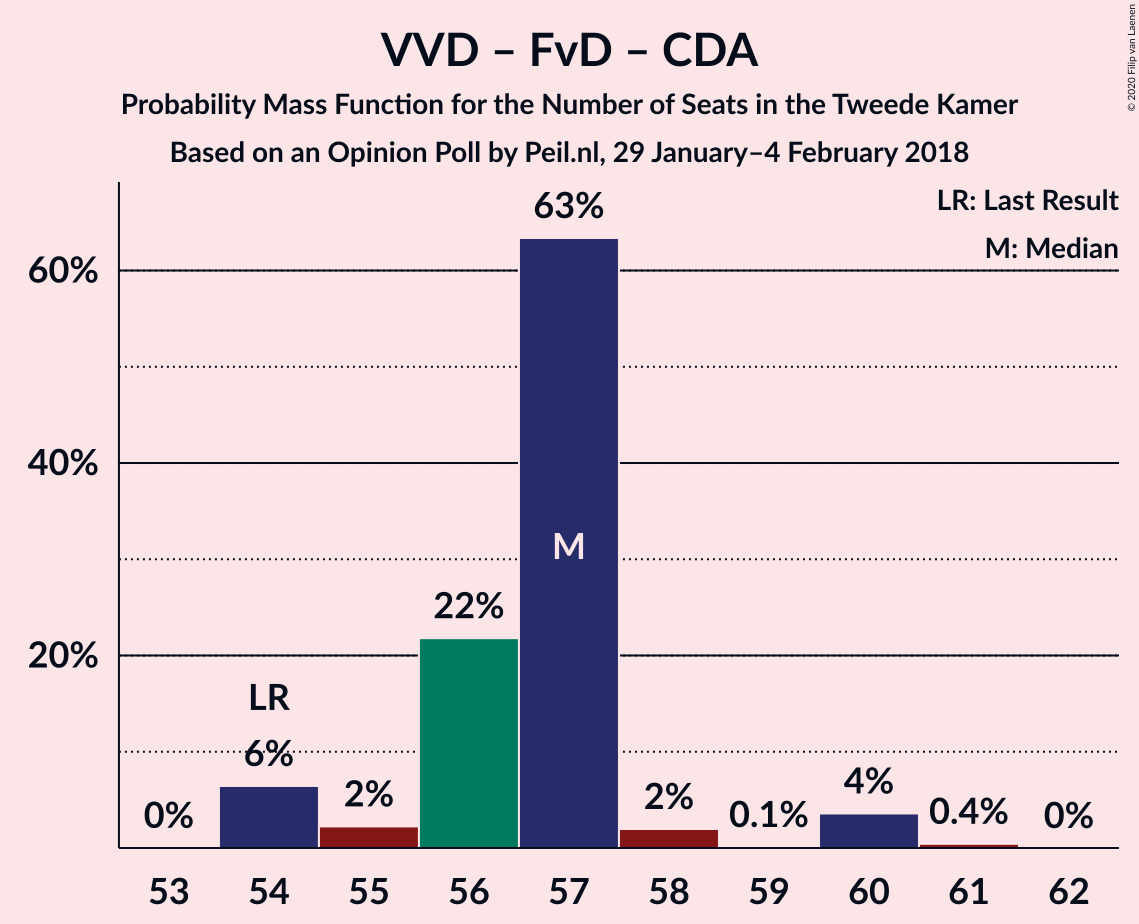 VVD – FvD – CDA
Probability Mass Function for the Number of Seats in the Tweede Kamer
Based on an Opinion Poll by Peil.nl, 29 January–4 February 2018
© 2020 Filip van Laenen
LR: Last Result
M: Median
60%
40%
20%
0%
LR
6%
2%
22%
63%
M
2%
0.1%
4%
0.4%
0%
53 54 55 56 57 58 59 60 61 62